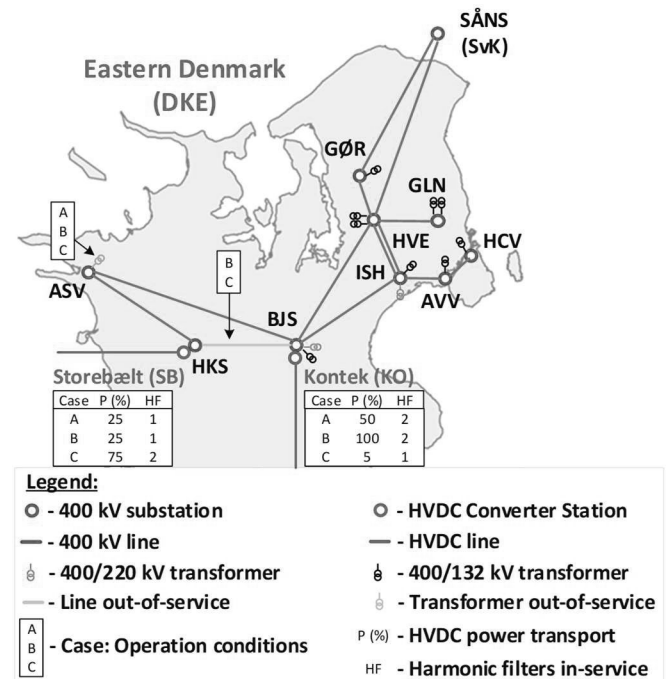 SÅNS
(SvK)
Eastern Denmark
(DKE)
GØR
GLN
A
B
C
HVE
HCV
ISH
B
C
ASV
AVV
BJS
HKS
Storebælt (SB)
Case P (%) HF
A 25 1
B 25 1
C 75 2
Kontek (KO)
Case P (%) HF
A 50 2
B 100 2
C 5 1
Legend:
- 400 kV substation
- 400 kV line
- 400/220 kV transformer
- Line out-of-service
A
B
C
- Case: Operation conditions
- HVDC Converter Station
- HVDC line
- 400/132 kV transformer
- Transformer out-of-service
P (%) - HVDC power transport
HF - Harmonic filters in-service